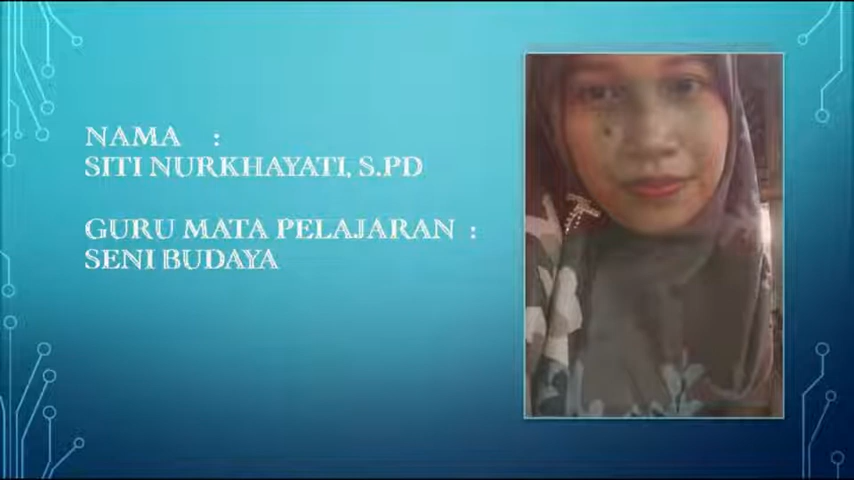 NAMA :
SITI NURKHAYATI, S.PD
GURU MATA PELAJARAN :
SENI BUDAYA